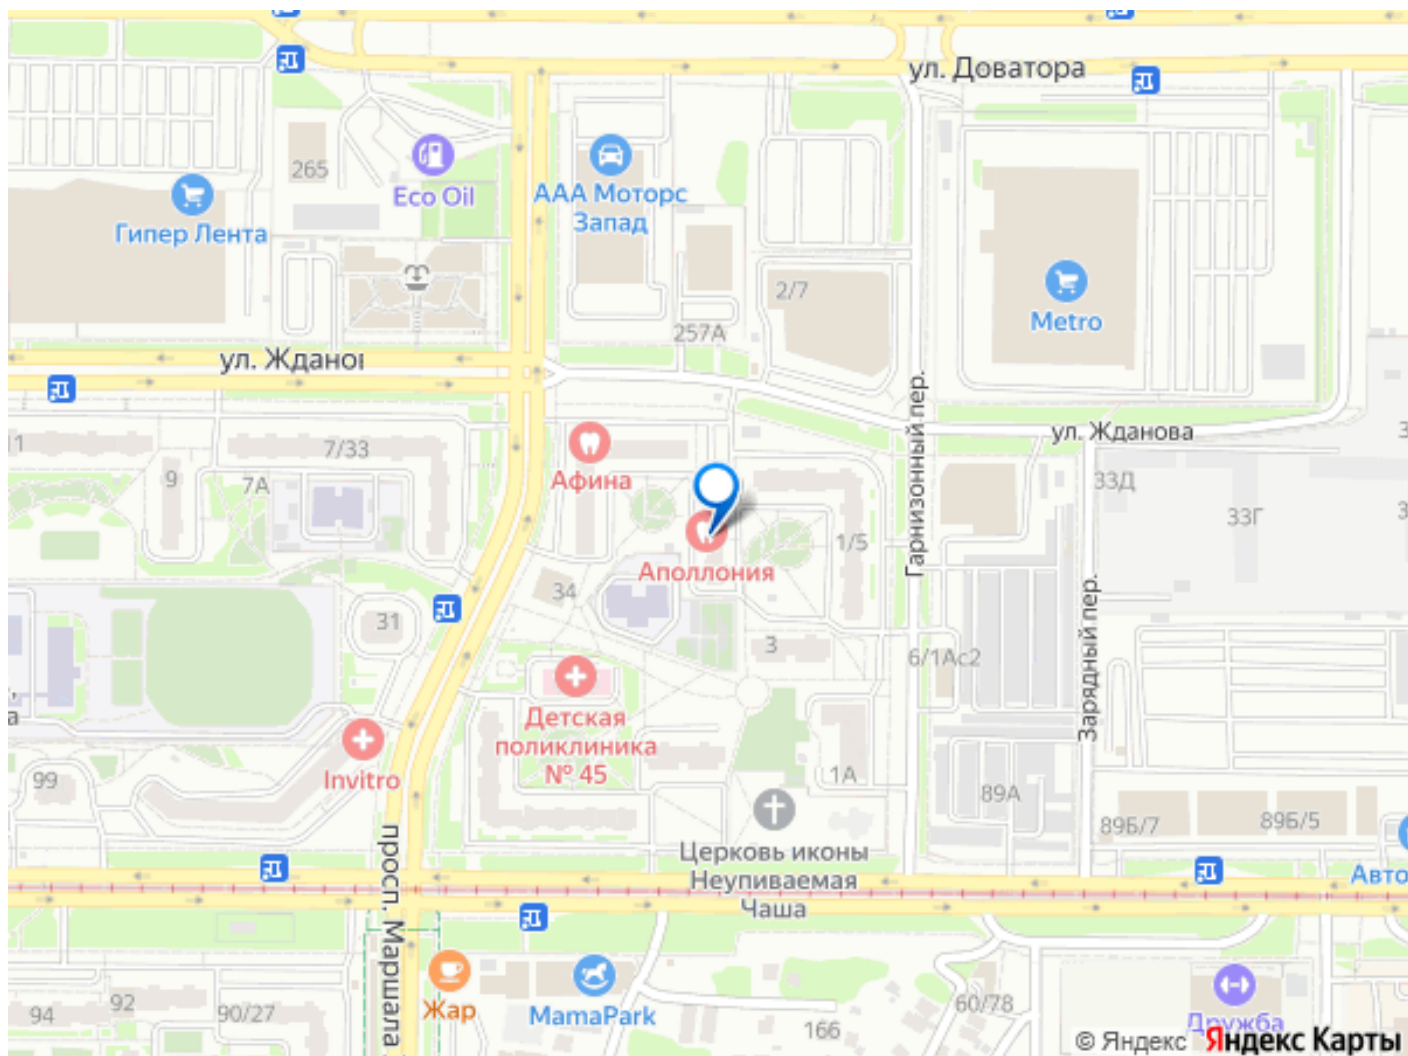 ул. Доватора
265
Eco Oil
ААА Моторс
Запад
Гипер Лента
2/7
Metro
257А
ул. Ждано
Гарнизонный пер.
ул. Жданова
11
7/33
9
7А
Афина
33Д
33Г
Аполлония
1/5
34
31
3
6/1Ас2
Зарядный пер.
Детская
поликлиника
№ 45
Invitro
99
1А
89А
89Б/7
89Б/5
Церковь иконы
Неупиваемая
Чаша
Авто
просп. Маршала
Жар
MamaPark
94
92
90/27
166
60/78
Дружба
© Яндекс Яндекс Карты